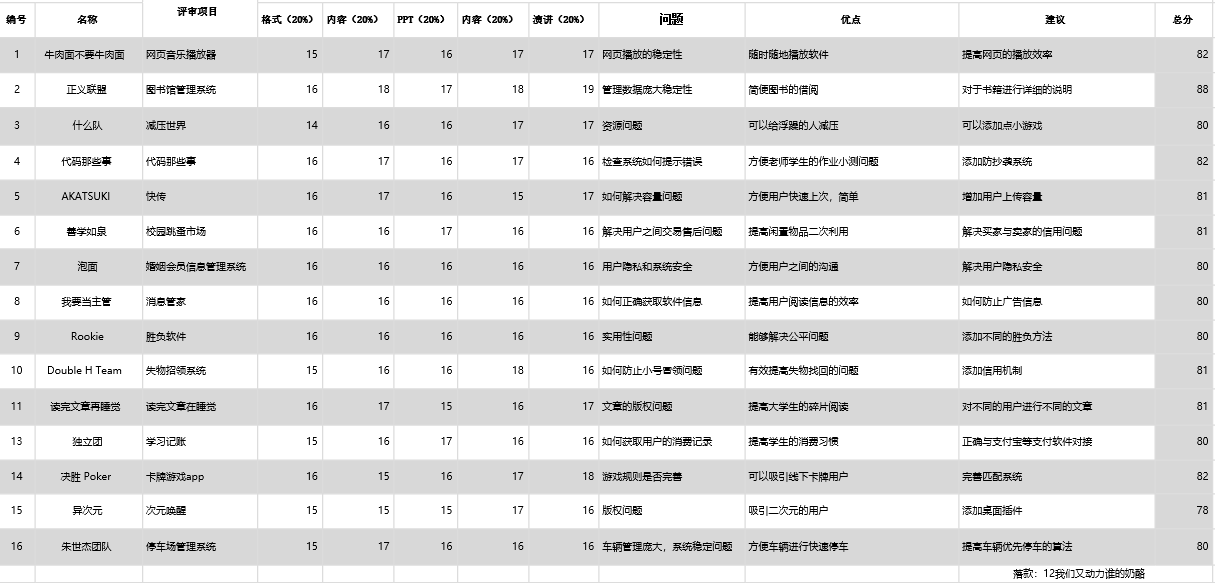 编号 名称 评审项目 格式（20%） 内容（20%） PPT（20%） 内容（20%） 演讲（20%） 问题 优点 建议 总分
1 牛肉面不要牛肉面 网页音乐播放器 15 17 16 17 17 网页播放的稳定性 随时随地播放软件 提高网页的播放效率 82
2 正义联盟 图书馆管理系统 16 18 17 18 19 管理数据庞大稳定性 简便图书的借阅 对于书籍进行详细的说明 88
3 什么队 减压世界 14 16 16 17 17 资源问题 可以给浮躁的人减压 可以添加点小游戏 80
4 代码那些事 代码那些事 16 17 16 17 16 检查系统如何提示错误 方便老师学生的作业小测问题 添加防抄袭系统 82
5 AKATSUKI 快传 16 17 16 15 17 如何解决容量问题 方便用户快速上次，简单 增加用户上传容量 81
6 善学如泉 校园跳蚤市场 16 16 17 16 16 解决用户之间交易售后问题 提高闲置物品二次利用 解决买家与卖家的信用问题 81
7 泡面 婚姻会员信息管理系统 16 16 16 16 16 用户隐私和系统安全 方便用户之间的沟通 解决用户隐私安全 80
8 我要当主管 消息管家 16 16 16 16 16 如何正确获取软件信息 提高用户阅读信息的效率 如何防止广告信息 80
9 Rookie 胜负软件 16 16 16 16 16 实用性问题 能够解决公平问题 添加不同的胜负方法 80
10 Double H Team 失物招领系统 15 16 16 18 16 如何防止小号冒领问题 有效提高失物找回的问题 添加信用机制 81
11 读完文章再睡觉 读完文章在睡觉 16 17 15 16 17 文章的版权问题 提高大学生的碎片阅读 对不同的用户进行不同的文章 81
13 独立团 学习记账 15 16 17 16 16 如何获取用户的消费记录 提高学生的消费习惯 正确与支付宝等支付软件对接 80
14 决胜 Poker 卡牌游戏app 16 15 16 17 18 游戏规则是否完善 可以吸引线下卡牌用户 完善匹配系统 82
15 异次元 次元唤醒 15 15 15 17 16 版权问题 吸引二次元的用户 添加桌面插件 78
16 朱世杰团队 停车场管理系统 15 17 16 16 16 车辆管理庞大，系统稳定问题 方便车辆进行快速停车 提高车辆优先停车的算法 80
落款：12我们又动力谁的奶酪